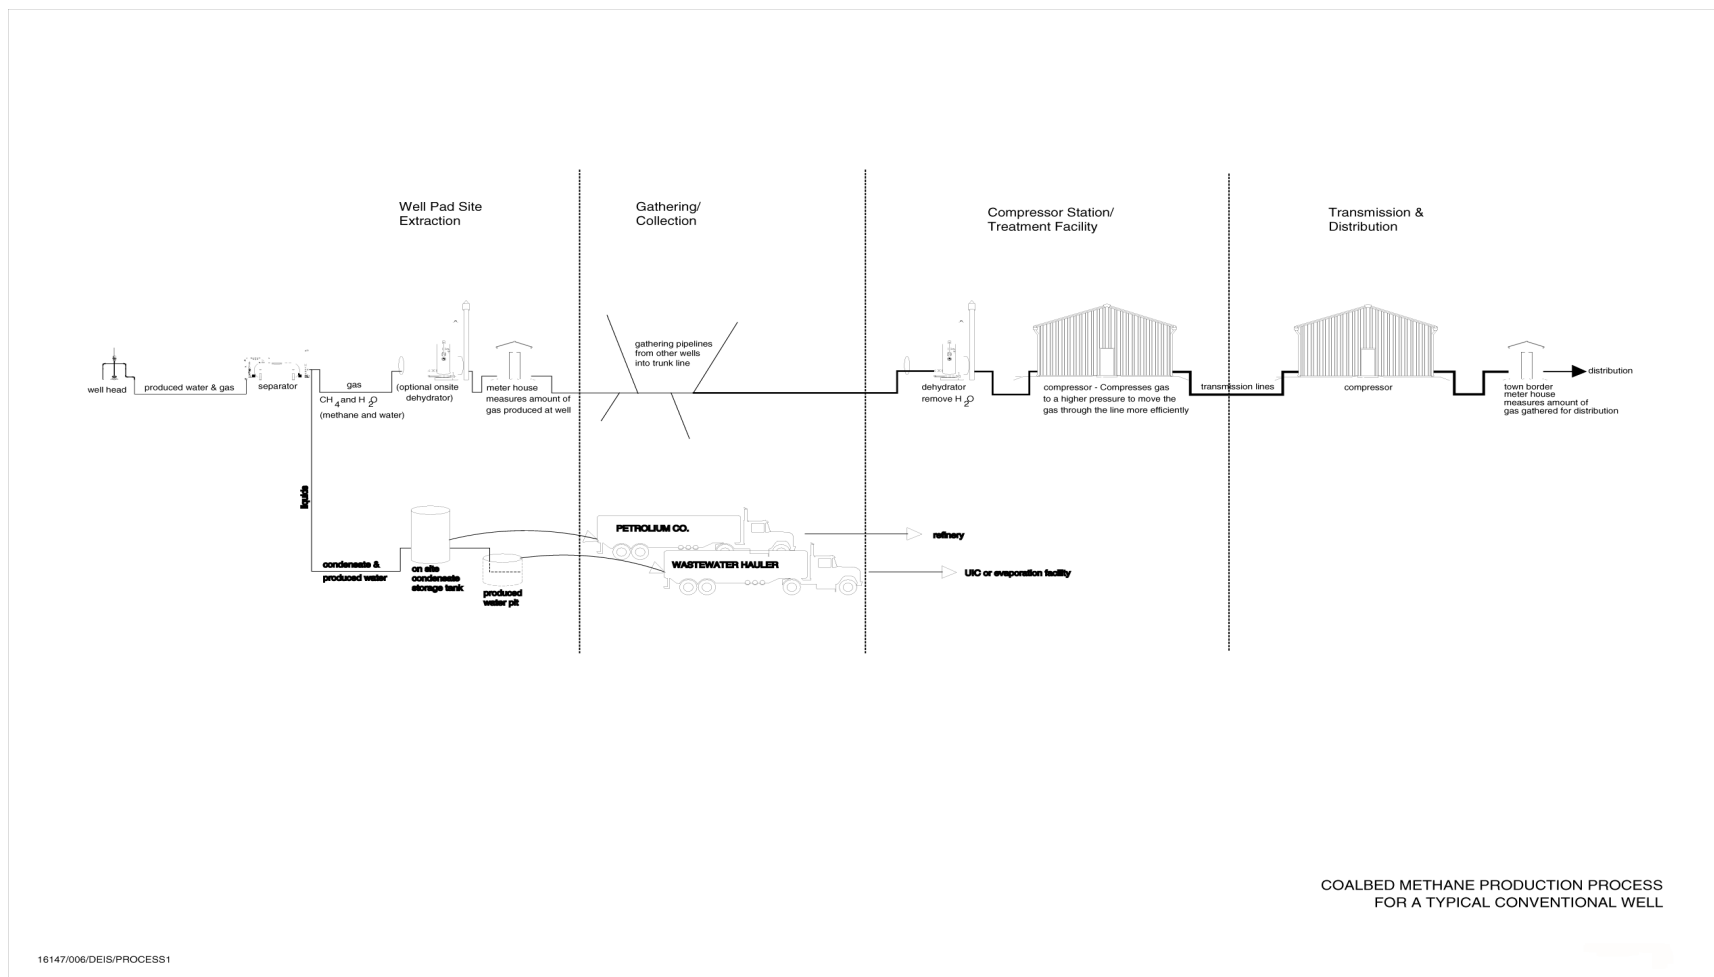 Well Pad Site
Extraction
Gathering/
Collection
Compressor Station/
Treatment Facility
Transmission &
Distribution
well head
produced water & gas
separator
gas
CH4 and H2O
(methane and water)
(optional onsite
dehydrator)
meter house
measures amount of
gas produced at well
gathering pipelines
from other wells
into trunk line
dehydrator
remove H2O
compressor - Compresses gas
to a higher pressure to move the
gas through the line more efficiently
transmission lines
compressor
town border
meter house
measures amount of
gas gathered for distribution
distribution
liquids
condensate &
produced water
on site
condensate
storage tank
produced
water pit
PETROLIUM CO.
WASTEWATER HAULER
refinery
UIC or evaporation facility
COALBED METHANE PRODUCTION PROCESS
FOR A TYPICAL CONVENTIONAL WELL
16147/006/DEIS/PROCESS1